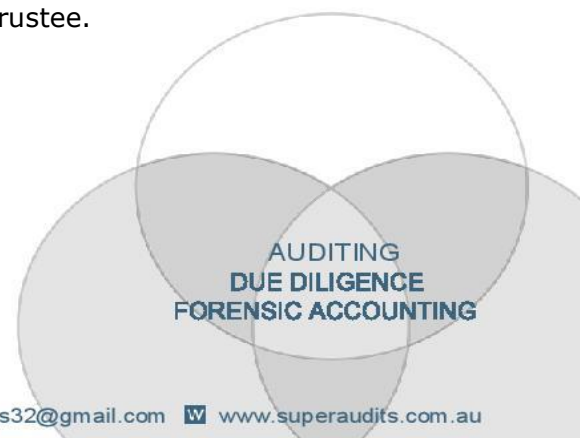 rustee.
AUDITING
DUE DILIGENCE
FORENSIC ACCOUNTING
s32@gmail.com W www.superaudits.com.au